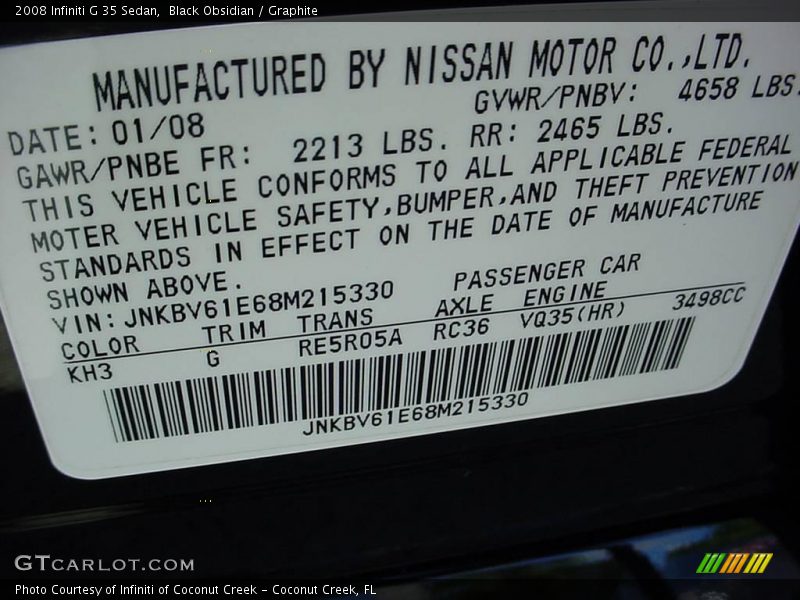 2008 Infiniti G 35 Sedan,  Black Obsidian / Graphite
MANUFACTURED BY NISSAN MOTOR CO.,LTD.
DATE: 01/08 GVWR/PNBV: 4658 LBS.
GAWR/PNBE FR: 2213 LBS. RR: 2465 LBS.
THIS VEHICLE CONFORMS TO ALL APPLICABLE FEDERAL
MOTOR VEHICLE SAFETY,BUMPER,AND THEFT PREVENTION
STANDARDS IN EFFECT ON THE DATE OF MANUFACTURE
SHOWN ABOVE.
VIN:JNKBV61E68M215330 PASSENGER CAR
COLOR TRIM TRANS AXLE ENGINE
KH3 G RE5R05A RC36 VQ35(HR) 3498CC
JNKBV61E68M215330
GTCARLOT.COM
Photo Courtesy of Infiniti of Coconut Creek – Coconut Creek, FL